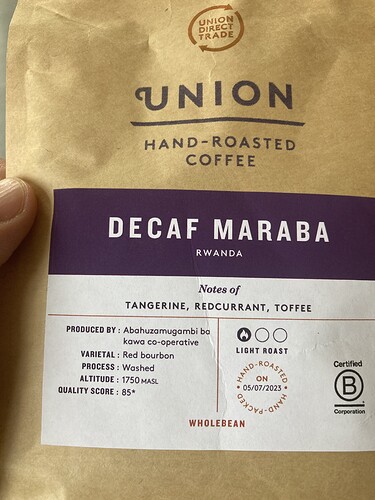 UNION
DIRECT
TRADE
UNION
HAND-ROASTED
COFFEE
DECAF MARABA
RWANDA
Notes of
TANGERINE, REDCURRANT, TOFFEE
PRODUCED BY : Abahuzamugambi ba
kawa co-operative
VARIETAL : Red bourbon
PROCESS : Washed
ALTITUDE : 1750 MASL
QUALITY SCORE : 85*
LIGHT ROAST
HAND-ROASTED
ON
05/07/2023
HAND-PACKED
Certified
B
Corporation
WHOLEBEAN